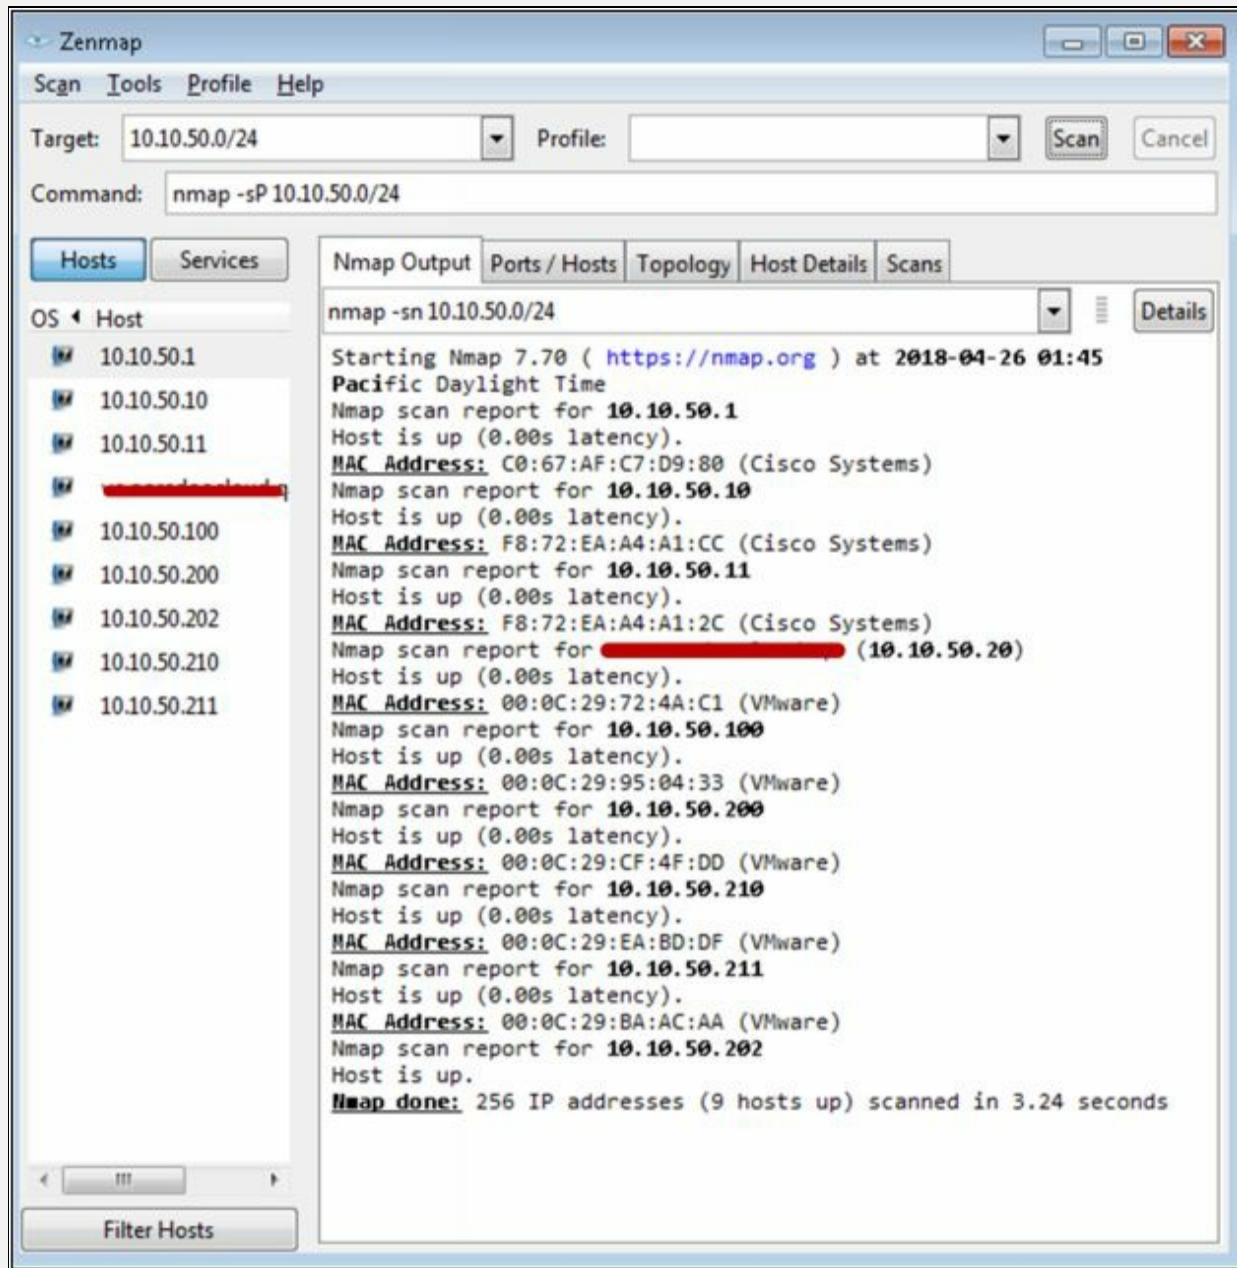 Zenmap
Scan Tools Profile Help
Target: 10.10.50.0/24 Profile: Scan Cancel
Command: nmap -sP 10.10.50.0/24
Hosts Services
Nmap Output Ports / Hosts Topology Host Details Scans
OS Host
nmap -sn 10.10.50.0/24 Details
10.10.50.1
10.10.50.10
10.10.50.11
10.10.50.100
10.10.50.200
10.10.50.202
10.10.50.210
10.10.50.211
Starting Nmap 7.70 ( https://nmap.org ) at 2018-04-26 01:45
Pacific Daylight Time
Nmap scan report for 10.10.50.1
Host is up (0.00s latency).
MAC Address: C0:67:AF:C7:D9:80 (Cisco Systems)
Nmap scan report for 10.10.50.10
Host is up (0.00s latency).
MAC Address: F8:72:EA:A4:A1:CC (Cisco Systems)
Nmap scan report for 10.10.50.11
Host is up (0.00s latency).
MAC Address: F8:72:EA:A4:A1:2C (Cisco Systems)
Nmap scan report for (10.10.50.20)
Host is up (0.00s latency).
MAC Address: 00:0C:29:72:4A:C1 (VMware)
Nmap scan report for 10.10.50.100
Host is up (0.00s latency).
MAC Address: 00:0C:29:95:04:33 (VMware)
Nmap scan report for 10.10.50.200
Host is up (0.00s latency).
MAC Address: 00:0C:29:CF:4F:DD (VMware)
Nmap scan report for 10.10.50.210
Host is up (0.00s latency).
MAC Address: 00:0C:29:EA:BD:DF (VMware)
Nmap scan report for 10.10.50.211
Host is up (0.00s latency).
MAC Address: 00:0C:29:BA:AC:AA (VMware)
Nmap scan report for 10.10.50.202
Host is up.
Nmap done: 256 IP addresses (9 hosts up) scanned in 3.24 seconds
Filter Hosts